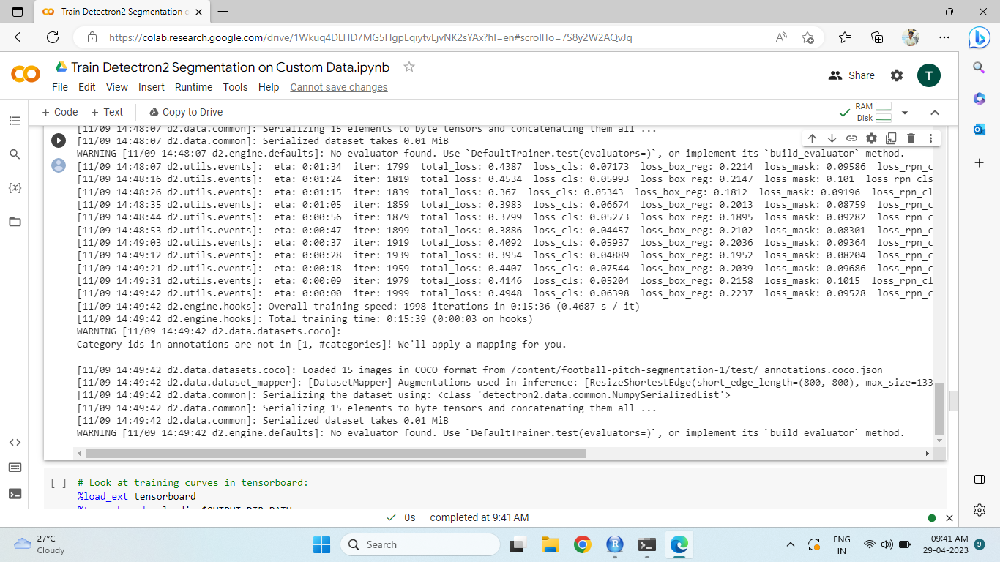 Train Detectron2 Segmentation
https://colab.research.google.com/drive/1Wkuq4DLHD7MG5HgpEqiytvEjvNK2sYAx?hl=en#scrollTo=7S8y2W2AQvJq
Train Detectron2 Segmentation on Custom Data.ipynb
Share
T
File Edit View Insert Runtime Tools Help Cannot save changes
+ Code + Text Copy to Drive
RAM
Disk
[11/09 14:48:07 d2.data.common]: Serializing 15 elements to byte tensors and concatenating them all ...
[11/09 14:48:07 d2.data.common]: Serialized dataset takes 0.01 MiB
WARNING [11/09 14:48:07 d2.engine.defaults]: No evaluator found. Use `DefaultTrainer.test(evaluators=)`, or implement its `build_evaluator` method.
[11/09 14:48:07 d2.utils.events]: eta: 0:01:34 iter: 1799 total_loss: 0.4387 loss_cls: 0.07173 loss_box_reg: 0.2214 loss_mask: 0.09586 loss_rpn_c
[11/09 14:48:16 d2.utils.events]: eta: 0:01:24 iter: 1819 total_loss: 0.4534 loss_cls: 0.05993 loss_box_reg: 0.2147 loss_mask: 0.101 loss_rpn_cls
[11/09 14:48:26 d2.utils.events]: eta: 0:01:15 iter: 1839 total_loss: 0.367 loss_cls: 0.05343 loss_box_reg: 0.1812 loss_mask: 0.09196 loss_rpn_cl
[11/09 14:48:35 d2.utils.events]: eta: 0:01:05 iter: 1859 total_loss: 0.3983 loss_cls: 0.06674 loss_box_reg: 0.2013 loss_mask: 0.08759 loss_rpn_c
[11/09 14:48:44 d2.utils.events]: eta: 0:00:56 iter: 1879 total_loss: 0.3799 loss_cls: 0.05273 loss_box_reg: 0.1895 loss_mask: 0.09282 loss_rpn_c
[11/09 14:48:53 d2.utils.events]: eta: 0:00:47 iter: 1899 total_loss: 0.3886 loss_cls: 0.04457 loss_box_reg: 0.2102 loss_mask: 0.08301 loss_rpn_c
[11/09 14:49:03 d2.utils.events]: eta: 0:00:37 iter: 1919 total_loss: 0.4092 loss_cls: 0.05937 loss_box_reg: 0.2036 loss_mask: 0.09364 loss_rpn_c
[11/09 14:49:12 d2.utils.events]: eta: 0:00:28 iter: 1939 total_loss: 0.3954 loss_cls: 0.04889 loss_box_reg: 0.1952 loss_mask: 0.08204 loss_rpn_c
[11/09 14:49:21 d2.utils.events]: eta: 0:00:18 iter: 1959 total_loss: 0.4407 loss_cls: 0.07544 loss_box_reg: 0.2039 loss_mask: 0.09686 loss_rpn_c
[11/09 14:49:31 d2.utils.events]: eta: 0:00:09 iter: 1979 total_loss: 0.4146 loss_cls: 0.05204 loss_box_reg: 0.2158 loss_mask: 0.1015 loss_rpn_cl
[11/09 14:49:42 d2.utils.events]: eta: 0:00:00 iter: 1999 total_loss: 0.4948 loss_cls: 0.06398 loss_box_reg: 0.2237 loss_mask: 0.09528 loss_rpn_c
[11/09 14:49:42 d2.engine.hooks]: Overall training speed: 1998 iterations in 0:15:36 (0.4687 s / it)
[11/09 14:49:42 d2.engine.hooks]: Total training time: 0:15:39 (0:00:03 on hooks)
WARNING [11/09 14:49:42 d2.data.datasets.coco]:
Category ids in annotations are not in [1, #categories]! We'll apply a mapping for you.
[11/09 14:49:42 d2.data.datasets.coco]: Loaded 15 images in COCO format from /content/football-pitch-segmentation-1/test/_annotations.coco.json
[11/09 14:49:42 d2.data.dataset_mapper]: [DatasetMapper] Augmentations used in inference: [ResizeShortestEdge(short_edge_length=(800, 800), max_size=133
[11/09 14:49:42 d2.data.common]: Serializing the dataset using: <class 'detectron2.data.common.NumpySerializedList'>
[11/09 14:49:42 d2.data.common]: Serializing 15 elements to byte tensors and concatenating them all ...
[11/09 14:49:42 d2.data.common]: Serialized dataset takes 0.01 MiB
WARNING [11/09 14:49:42 d2.engine.defaults]: No evaluator found. Use `DefaultTrainer.test(evaluators=)`, or implement its `build_evaluator` method.
[ ] # Look at training curves in tensorboard:
%load_ext tensorboard
0s completed at 9:41 AM
27°C
Cloudy
Search
ENG
IN
09:41 AM
29-04-2023
9